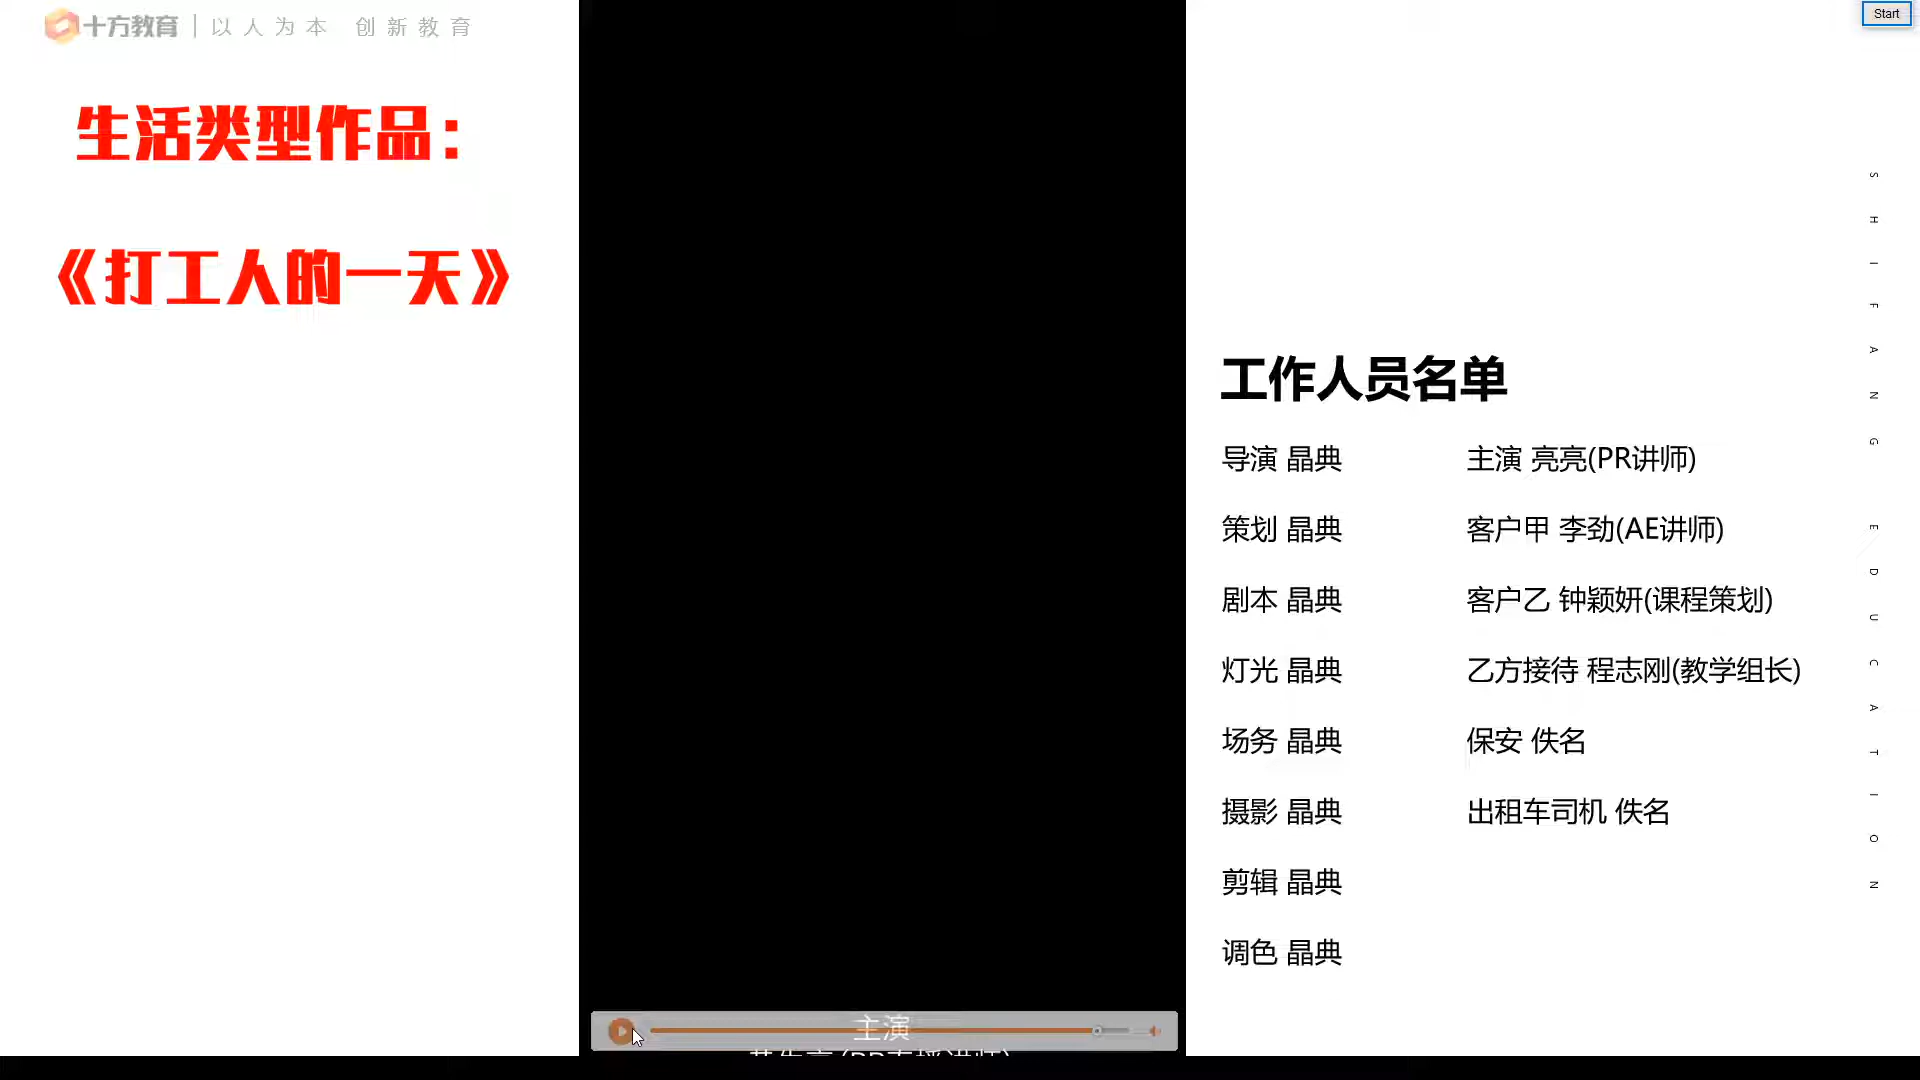 十方教育 | 以人为本 创新教育
Start
生活类型作品：
《打工人的一天》
工作人员名单
导演 晶典
主演 亮亮(PR讲师)
策划 晶典
客户甲 李劲(AE讲师)
剧本 晶典
客户乙 钟颖妍(课程策划)
灯光 晶典
乙方接待 程志刚(教学组长)
场务 晶典
保安 佚名
摄影 晶典
出租车司机 佚名
剪辑 晶典
调色 晶典
主演
SHIFANG EDUCATION